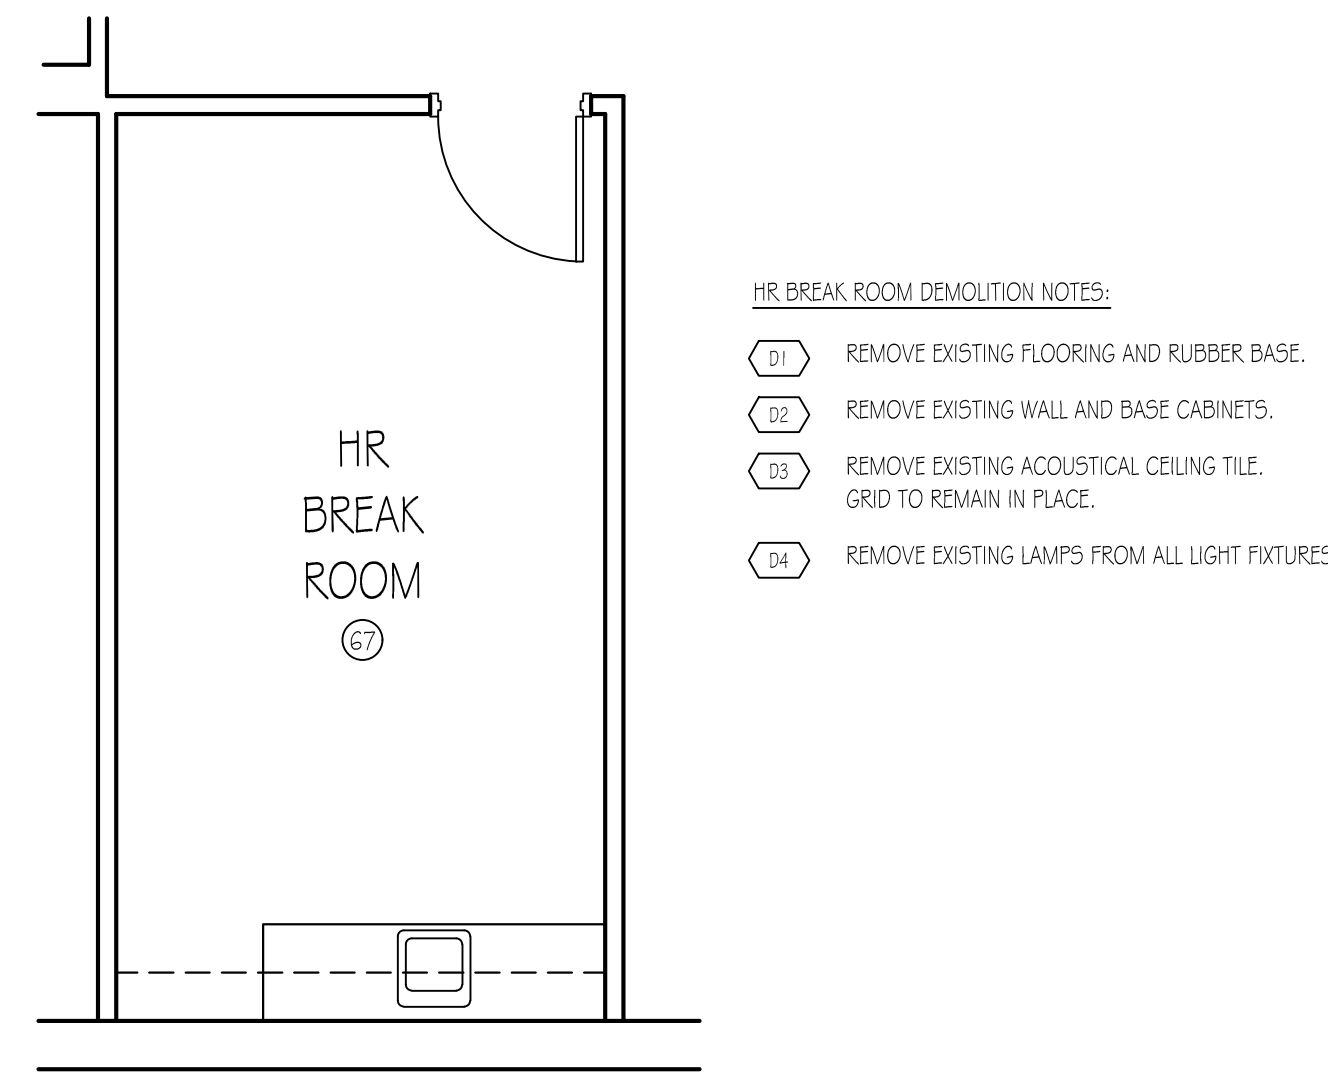 HR BREAK ROOM DEMOLITION NOTES:
D1 REMOVE EXISTING FLOORING AND RUBBER BASE.
D2 REMOVE EXISTING WALL AND BASE CABINETS.
D3 REMOVE EXISTING ACOUSTICAL CEILING TILE.
GRID TO REMAIN IN PLACE.
D4 REMOVE EXISTING LAMPS FROM ALL LIGHT FIXTURES
HR
BREAK
ROOM
67